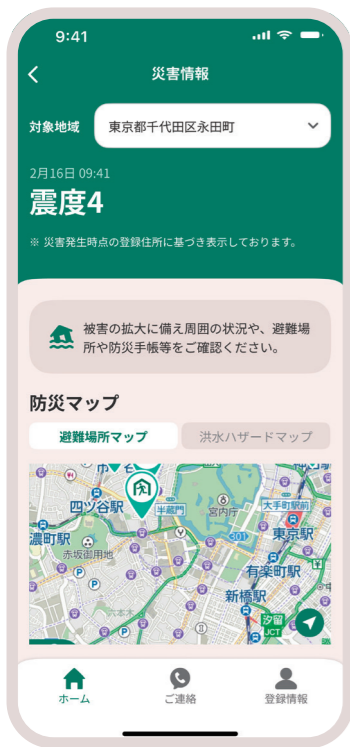 9:41
災害情報
対象地域
東京都千代田区永田町
2月16日 09:41
震度4
※ 災害発生時点の登録住所に基づき表示しております。
被害の拡大に備え周囲の状況や、避難場
所や防災手帳等をご確認ください。
防災マップ
避難場所マップ
洪水ハザードマップ
市
四ツ谷駅
半蔵門
宮内庁
大手町駅前
濃町駅
赤坂御用地
301
東京駅
有楽町駅
新橋駅
六本木
汐留
JCT
P
P
P
ホーム
ご連絡
登録情報